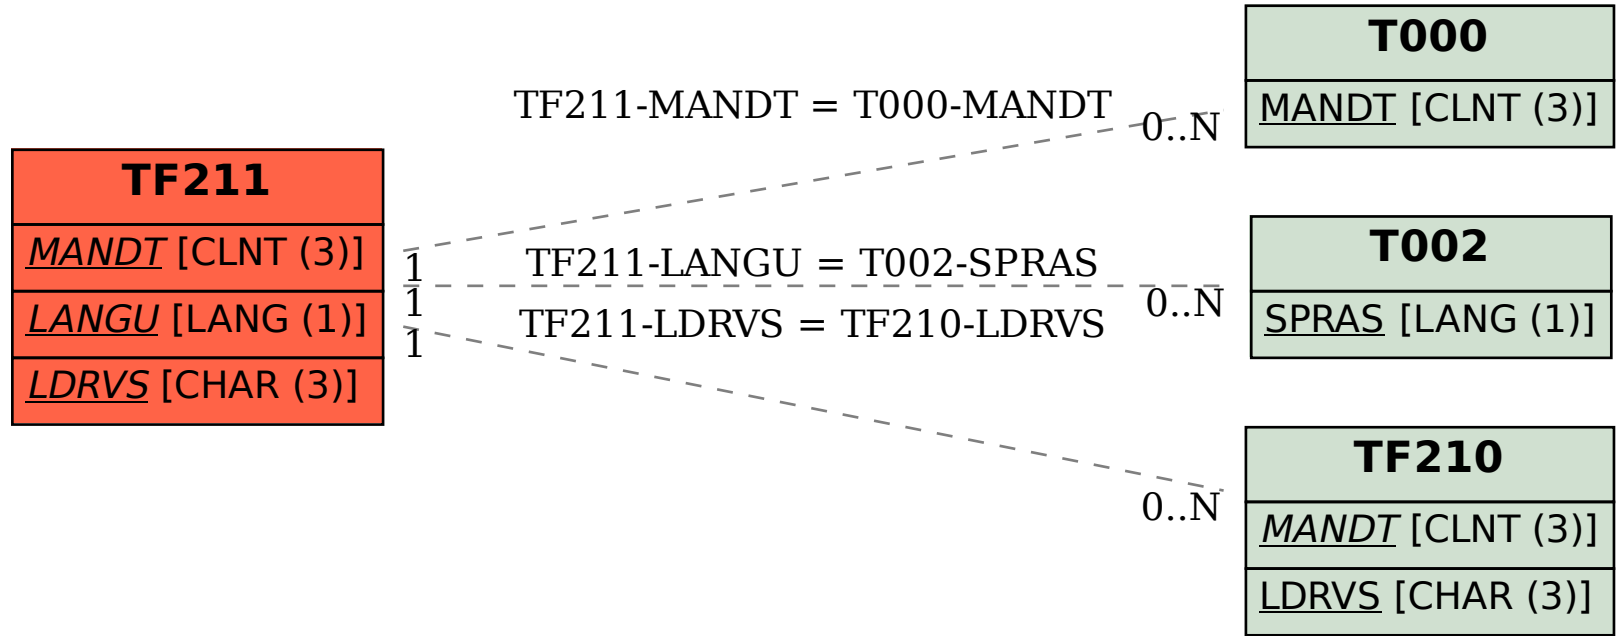 TF211
MANDT [CLNT (3)]
LANGU [LANG (1)]
LDRVS [CHAR (3)]
TF211-MANDT = T000-MANDT
0..N
1
TF211-LANGU = T002-SPRAS
0..N
1
TF211-LDRVS = TF210-LDRVS
0..N
1
T000
MANDT [CLNT (3)]
T002
SPRAS [LANG (1)]
TF210
MANDT [CLNT (3)]
LDRVS [CHAR (3)]